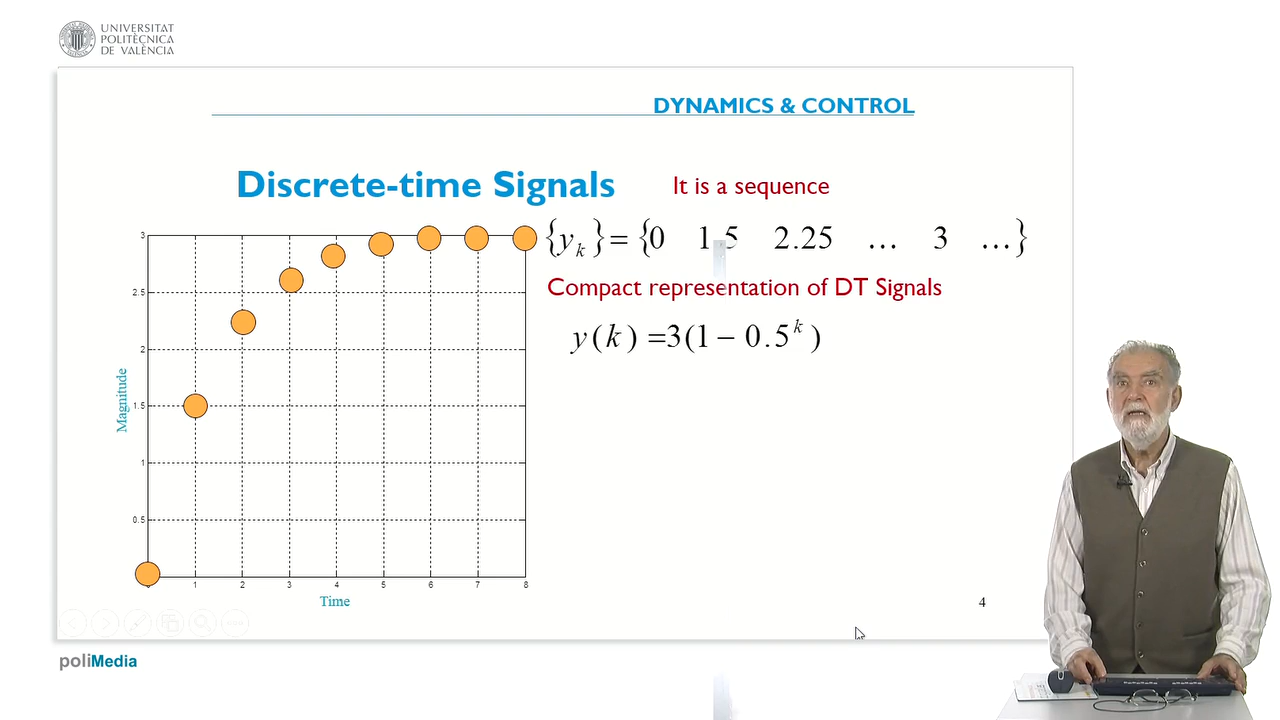 UNIVERSITAT
POLITÈCNICA
DE VALÈNCIA
DYNAMICS & CONTROL
Discrete-time Signals
It is a sequence
{y_k} = {0 1.5 2.25 ... 3 ...}
Compact representation of DT Signals
y(k) =3(1 − 0.5^k)
3
2.5
2
1.5
1
0.5
Magnitude
1 2 3 4 5 6 7 8
Time
4
poliMedia